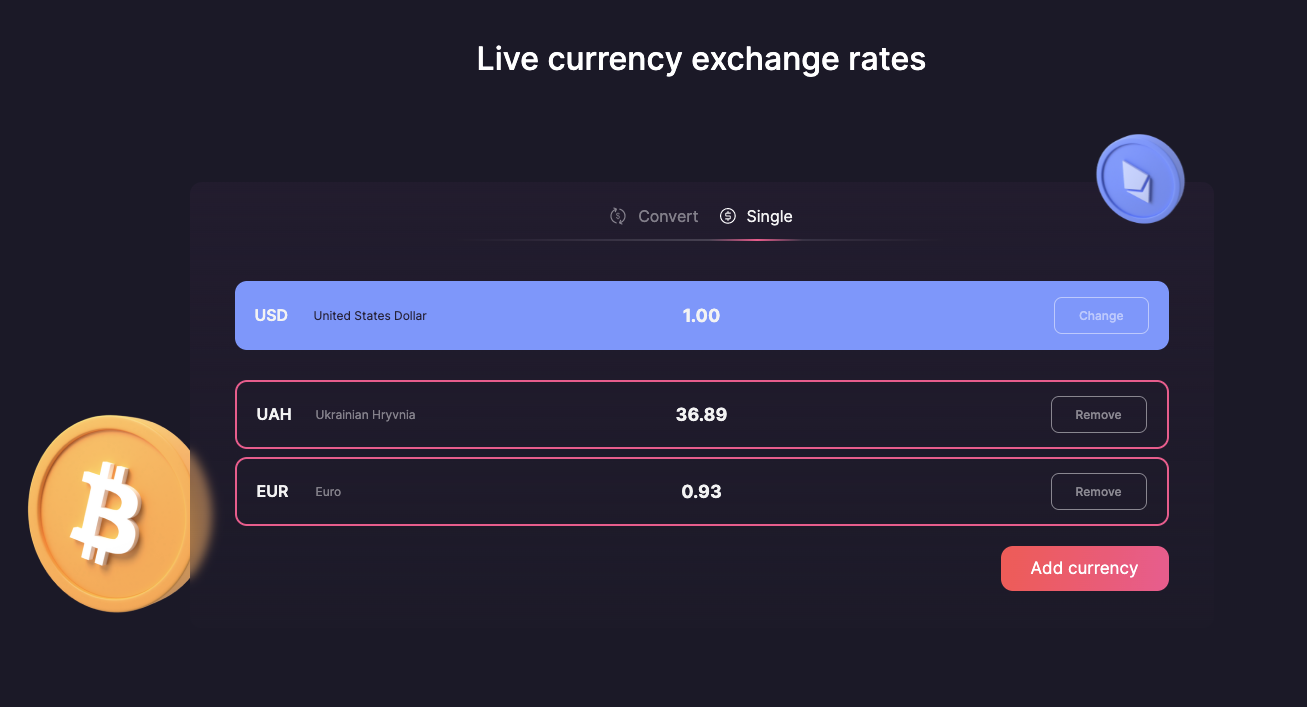 Live currency exchange rates
Convert Single
USD United States Dollar 1.00 Change
UAH Ukrainian Hryvnia 36.89 Remove
EUR Euro 0.93 Remove
Add currency